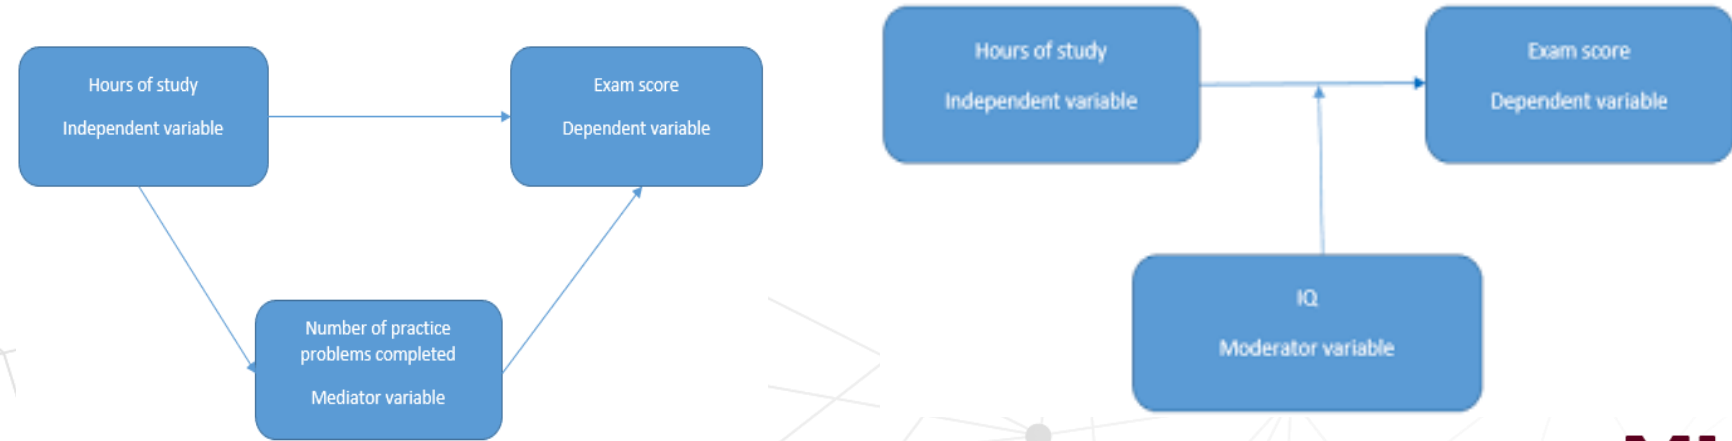 Hours of study
Independent variable
Exam score
Dependent variable
Number of practice
problems completed
Mediator variable
Hours of study
Independent variable
Exam score
Dependent variable
IQ
Moderator variable